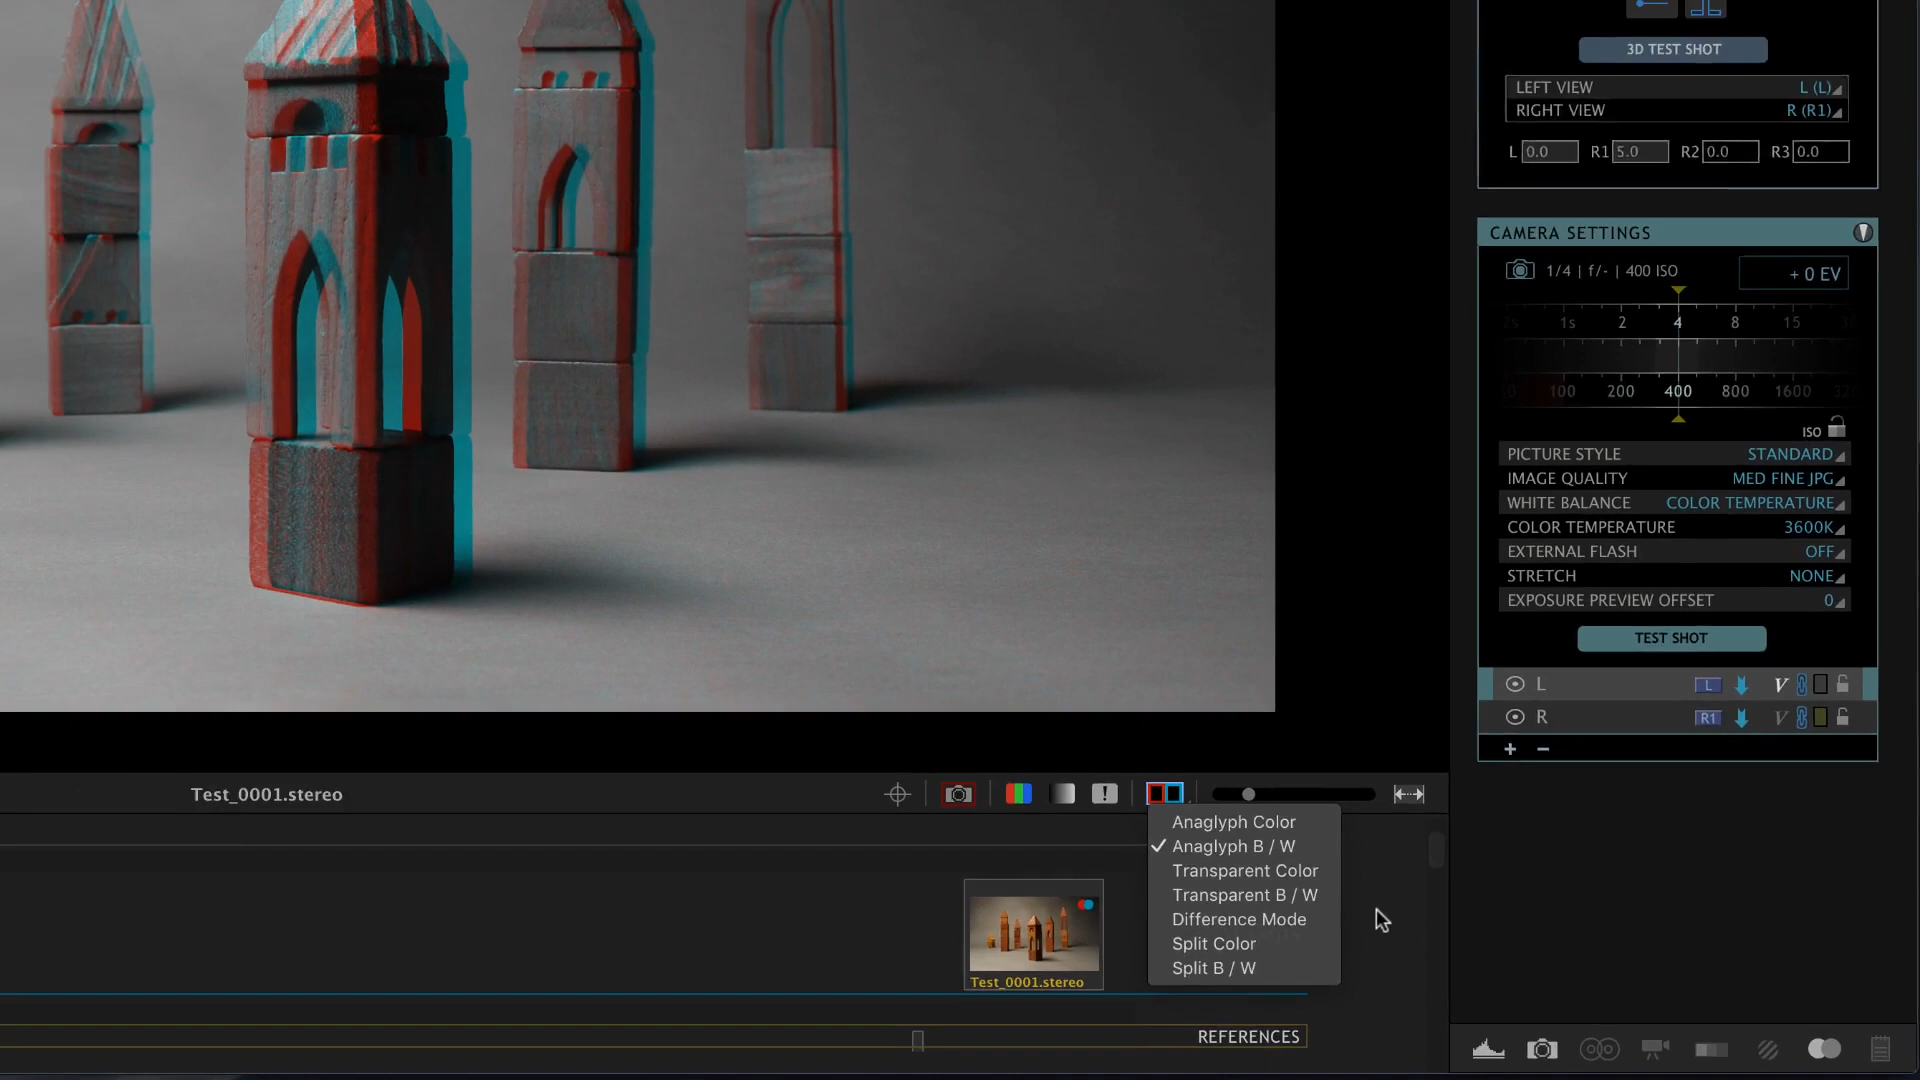 3D TEST SHOT
LEFT VIEW L (L)
RIGHT VIEW R (R1)
L 0.0 R1 5.0 R2 0.0 R3 0.0
CAMERA SETTINGS
1/4 | f/- | 400 ISO + 0 EV
1s 2 4 8 15
100 200 400 800 1600
ISO
PICTURE STYLE STANDARD
IMAGE QUALITY MED FINE JPG
WHITE BALANCE COLOR TEMPERATURE
COLOR TEMPERATURE 3600K
EXTERNAL FLASH OFF
STRETCH NONE
EXPOSURE PREVIEW OFFSET 0
TEST SHOT
L L V
R R1 V
Test_0001.stereo
Anaglyph Color
Anaglyph B / W
Transparent Color
Transparent B / W
Difference Mode
Split Color
Split B / W
Test_0001.stereo
REFERENCES